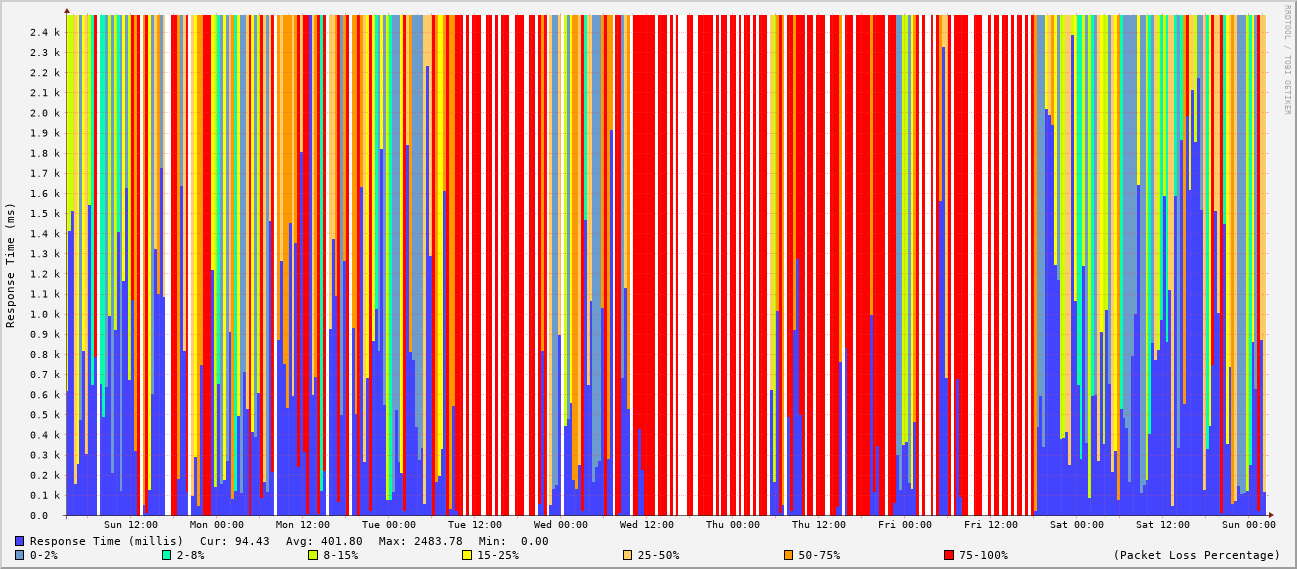 RRDTOOL / TOBI OETIKER
Response Time (ms)
2.4 k
2.3 k
2.2 k
2.1 k
2.0 k
1.9 k
1.8 k
1.7 k
1.6 k
1.5 k
1.4 k
1.3 k
1.2 k
1.1 k
1.0 k
0.9 k
0.8 k
0.7 k
0.6 k
0.5 k
0.4 k
0.3 k
0.2 k
0.1 k
0.0
Sun 12:00 Mon 00:00 Mon 12:00 Tue 00:00 Tue 12:00 Wed 00:00 Wed 12:00 Thu 00:00 Thu 12:00 Fri 00:00 Fri 12:00 Sat 00:00 Sat 12:00 Sun 00:00
Response Time (millis) Cur: 94.43 Avg: 401.80 Max: 2483.78 Min: 0.00
0-2% 2-8% 8-15% 15-25% 25-50% 50-75% 75-100% (Packet Loss Percentage)